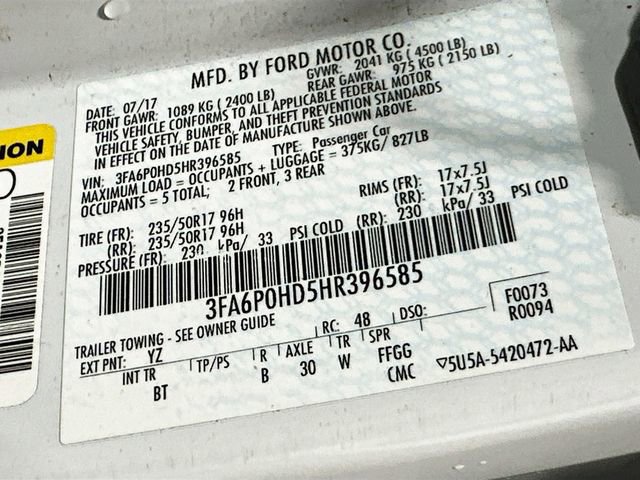 MFD. BY FORD MOTOR CO.
DATE: 07/17 GVWR: 2041 KG ( 4500 LB)
FRONT GAWR: 1089 KG ( 2400 LB) REAR GAWR: 975 KG ( 2150 LB)
THIS VEHICLE CONFORMS TO ALL APPLICABLE FEDERAL MOTOR
VEHICLE SAFETY, BUMPER, AND THEFT PREVENTION STANDARDS
IN EFFECT ON THE DATE OF MANUFACTURE SHOWN ABOVE.
VIN: 3FA6P0HD5HR396585 TYPE: Passenger Car
MAXIMUM LOAD = OCCUPANTS + LUGGAGE = 375KG/ 827LB
OCCUPANTS = 5 TOTAL; 2 FRONT, 3 REAR
TIRE (FR): 235/50R17 96H RIMS (FR): 17x7.5J
(RR): 235/50R17 96H (RR): 17x7.5J
PRESSURE (FR): 230 kPa/ 33 PSI COLD (RR): 230 kPa/ 33 PSI COLD
3FA6P0HD5HR396585
TRAILER TOWING - SEE OWNER GUIDE RC: 48 DSO: F0073
R0094
EXT PNT: YZ
INT TR TP/PS R AXLE TR SPR
BT B 30 W FFGG
CMC
▽5U5A-5420472-AA
ION